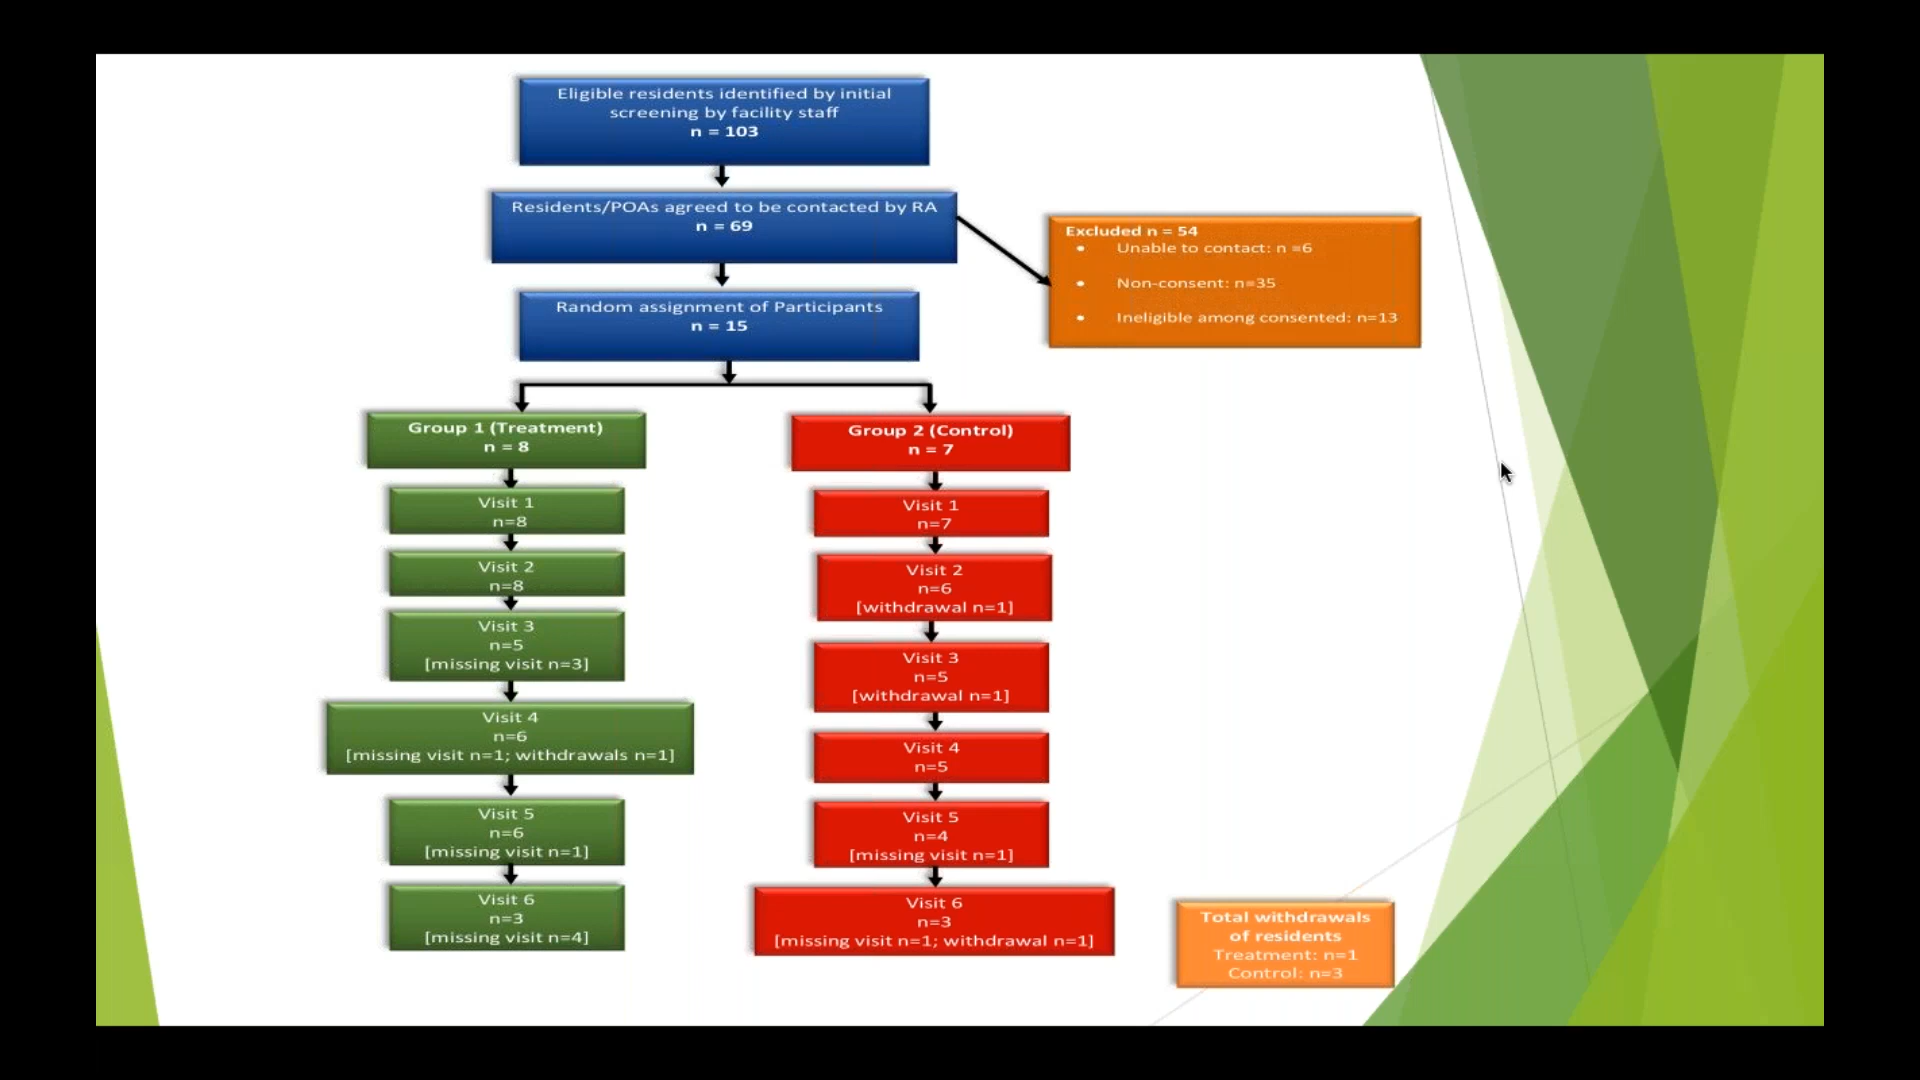 Eligible residents identified by initial
screening by facility staff
n = 103
Residents/POAs agreed to be contacted by RA
n = 69
Excluded n = 54
• Unable to contact: n =6
• Non-consent: n=35
• Ineligible among consented: n=13
Random assignment of Participants
n = 15
Group 1 (Treatment)
n = 8
Visit 1
n=8
Visit 2
n=8
Visit 3
n=5
[missing visit n=3]
Visit 4
n=6
[missing visit n=1; withdrawals n=1]
Visit 5
n=6
[missing visit n=1]
Visit 6
n=3
[missing visit n=4]
Group 2 (Control)
n = 7
Visit 1
n=7
Visit 2
n=6
[withdrawal n=1]
Visit 3
n=5
[withdrawal n=1]
Visit 4
n=5
Visit 5
n=4
[missing visit n=1]
Visit 6
n=3
[missing visit n=1; withdrawal n=1]
Total withdrawals
of residents
Treatment: n=1
Control: n=3